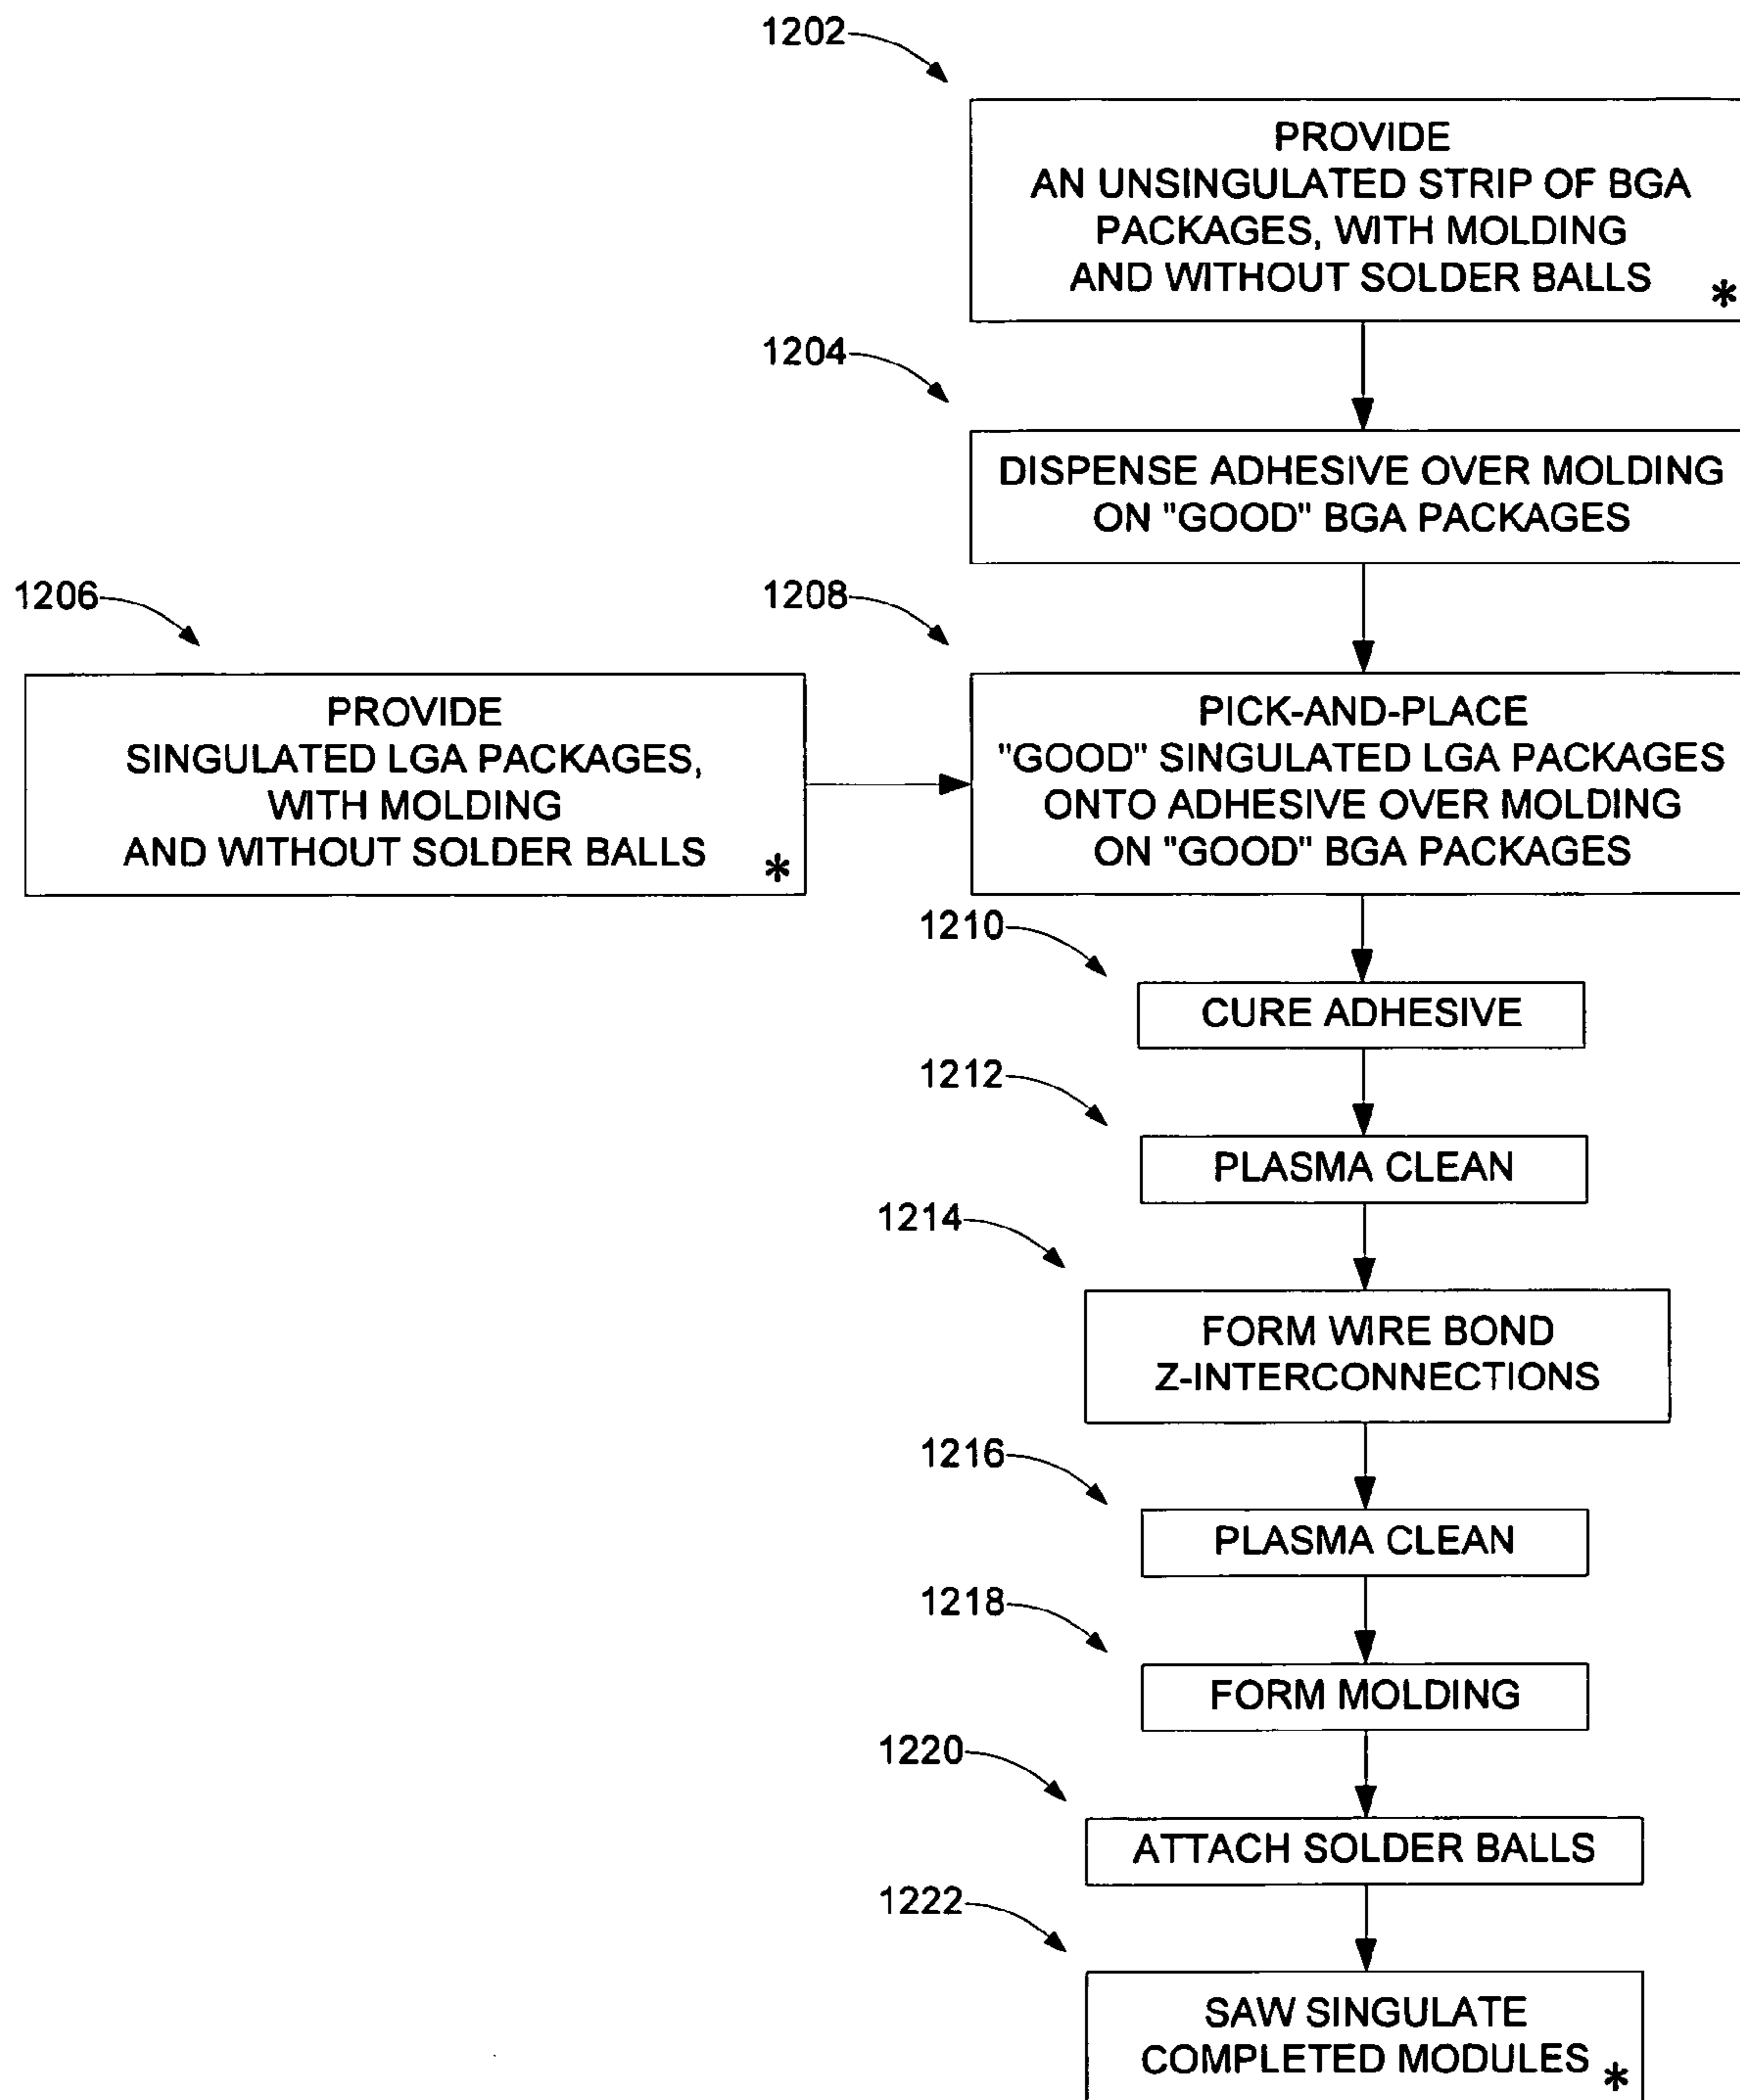 1202
PROVIDE
AN UNSINGULATED STRIP OF BGA
PACKAGES, WITH MOLDING
AND WITHOUT SOLDER BALLS
*
1204
DISPENSE ADHESIVE OVER MOLDING
ON "GOOD" BGA PACKAGES
1206
PROVIDE
SINGULATED LGA PACKAGES,
WITH MOLDING
AND WITHOUT SOLDER BALLS
*
1208
PICK-AND-PLACE
"GOOD" SINGULATED LGA PACKAGES
ONTO ADHESIVE OVER MOLDING
ON "GOOD" BGA PACKAGES
1210
CURE ADHESIVE
1212
PLASMA CLEAN
1214
FORM WIRE BOND
Z-INTERCONNECTIONS
1216
PLASMA CLEAN
1218
FORM MOLDING
1220
ATTACH SOLDER BALLS
1222
SAW SINGULATE
COMPLETED MODULES
*